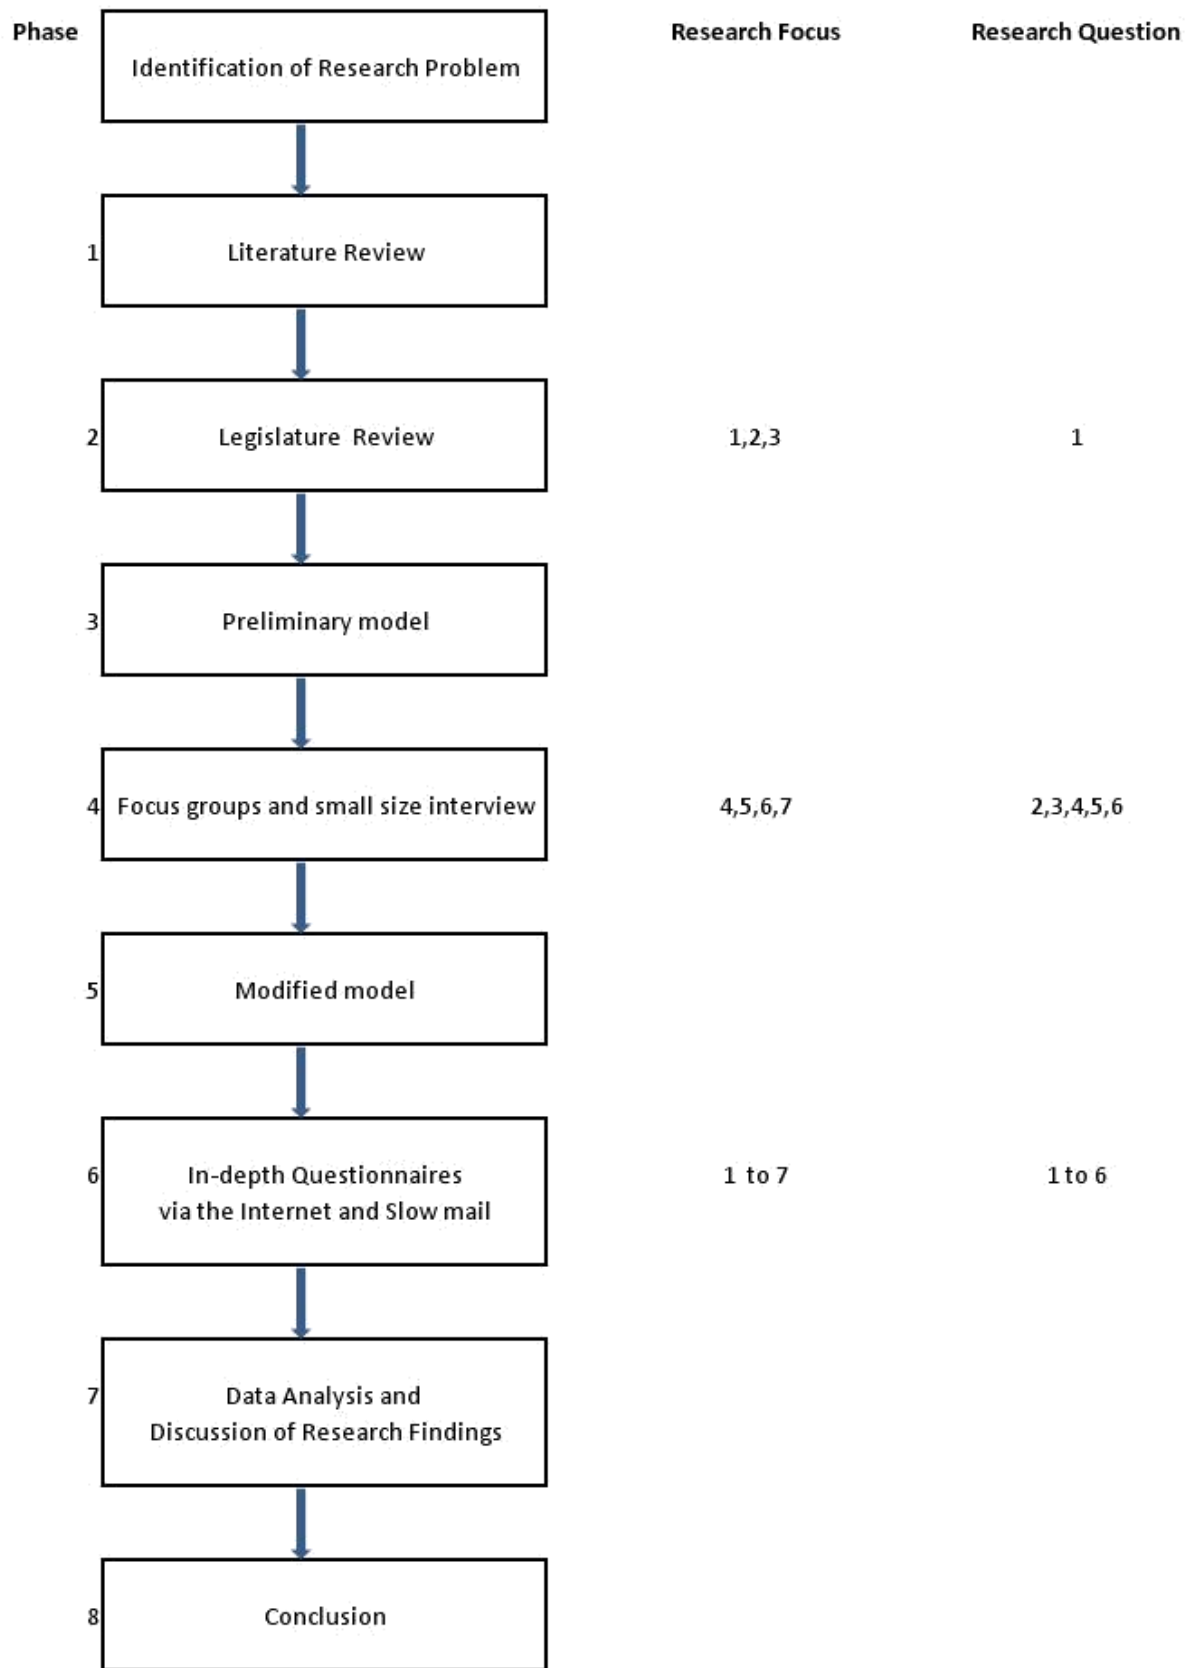 Phase
Research Focus
Research Question
Identification of Research Problem
1
Literature Review
2
Legislature Review
1,2,3
1
3
Preliminary model
4
Focus groups and small size interview
4,5,6,7
2,3,4,5,6
5
Modified model
6
In-depth Questionnaires
via the Internet and Slow mail
1 to 7
1 to 6
7
Data Analysis and
Discussion of Research Findings
8
Conclusion